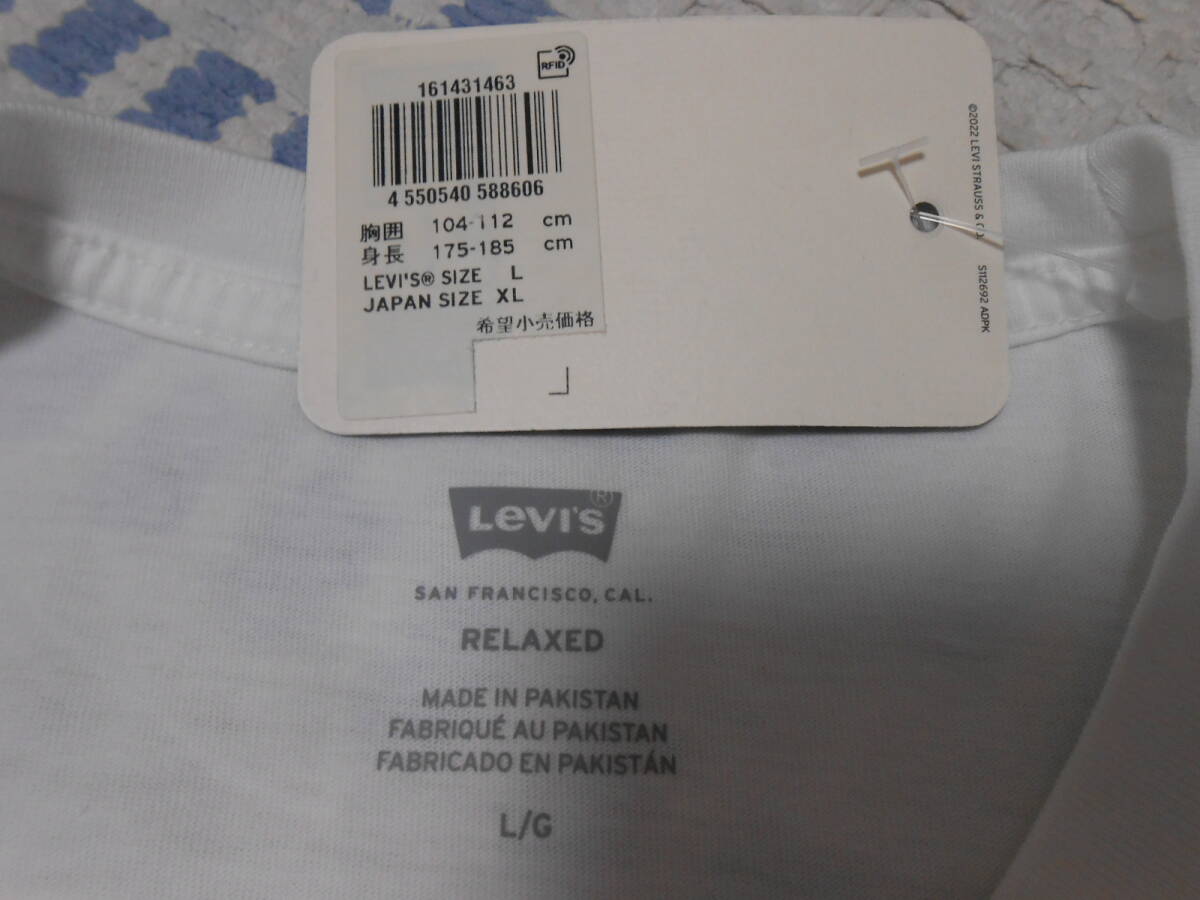 RFID
161431463
4 550540 588606
胸囲 104-112 cm
身長 175-185 cm
LEVI'S® SIZE L
JAPAN SIZE XL
希望小売価格
©2022 LEVI STRAUSS & CO.
S112692 ADPK
Levi's®
SAN FRANCISCO, CAL.
RELAXED
MADE IN PAKISTAN
FABRIQUÉ AU PAKISTAN
FABRICADO EN PAKISTÁN
L/G